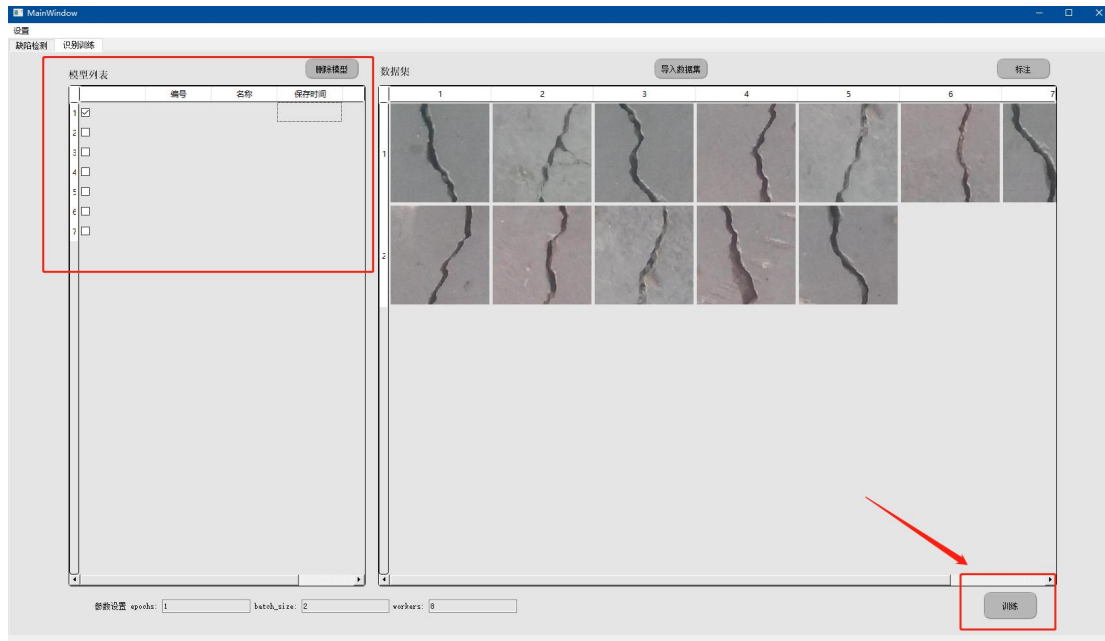 MainWindow
设置
缺陷检测 识别训练
模型列表 删除模型 数据集 导入数据集 标注
编号 名称 保存时间 1 2 3 4 5 6 7
1
2
3
4
5
6
7
1
2
参数设置 epochs: 1 batch_size: 2 workers: 8
训练